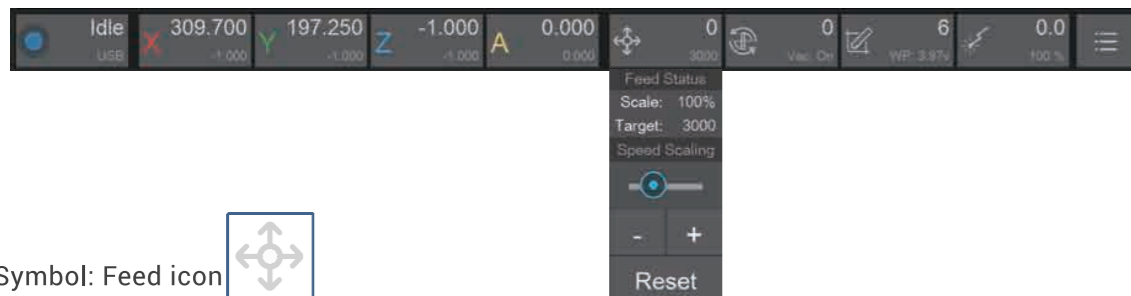 Idle X 309.700 Y 197.250 Z -1.000 A 0.000 0 0 6 0.0
USB -1.000 -1.000 -1.000 0.000 3000 Vac. On WP: 3.97v 100 %
Feed Status
Scale: 100%
Target: 3000
Speed Scaling
- +
Symbol: Feed icon Reset